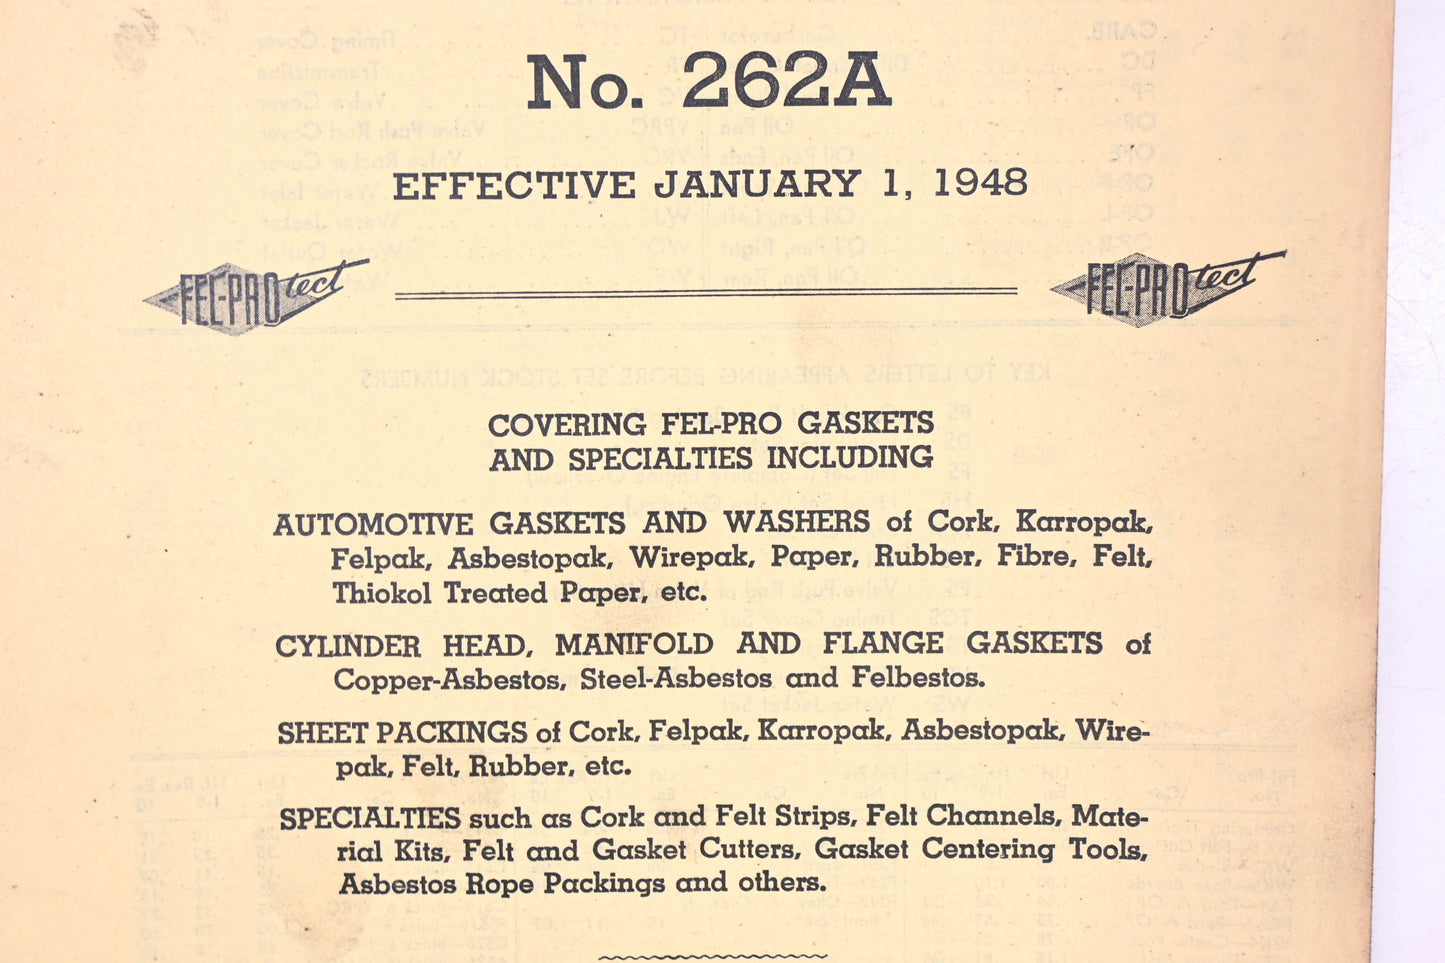 No. 262A
EFFECTIVE JANUARY 1, 1948
FEL-PROtect
FEL-PROtect
COVERING FEL-PRO GASKETS
AND SPECIALTIES INCLUDING
AUTOMOTIVE GASKETS AND WASHERS of Cork, Karropak,
Felpak, Asbestopak, Wirepak, Paper, Rubber, Fibre, Felt,
Thiokol Treated Paper, etc.
CYLINDER HEAD, MANIFOLD AND FLANGE GASKETS of
Copper-Asbestos, Steel-Asbestos and Felbestos.
SHEET PACKINGS of Cork, Felpak, Karropak, Asbestopak, Wire-
pak, Felt, Rubber, etc.
SPECIALTIES such as Cork and Felt Strips, Felt Channels, Mate-
rial Kits, Felt and Gasket Cutters, Gasket Centering Tools,
Asbestos Rope Packings and others.